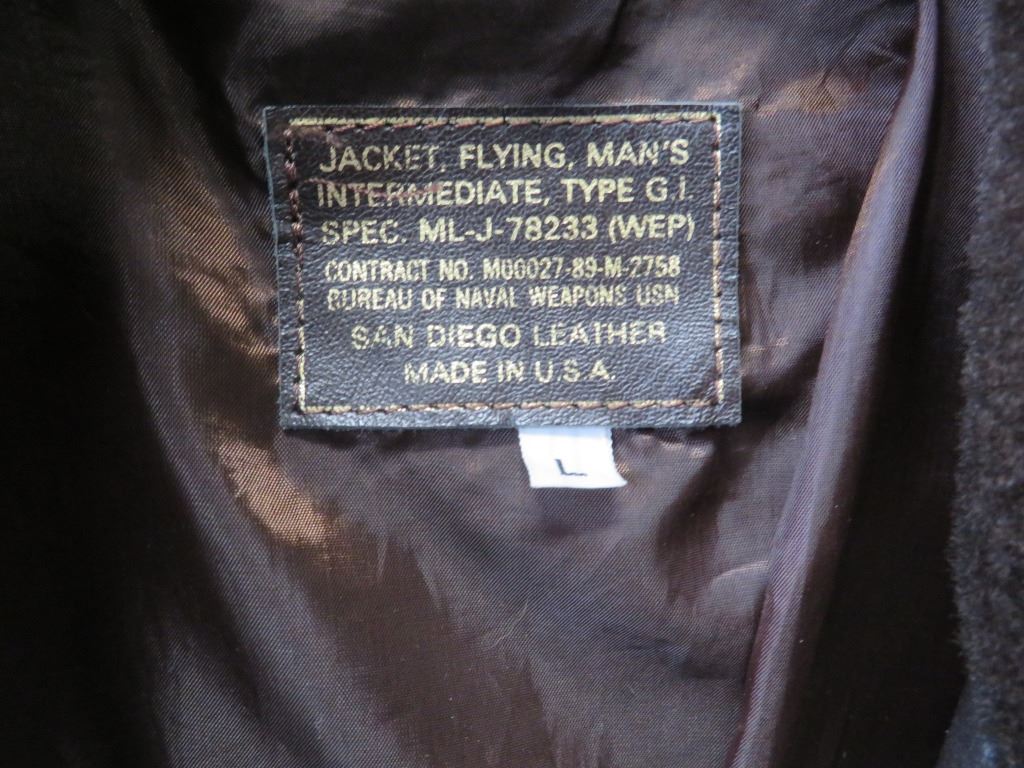 JACKET, FLYING, MAN'S
INTERMEDIATE, TYPE G.I.
SPEC. ML-J-78233 (WEP)
CONTRACT NO. M00027-89-M-2758
BUREAU OF NAVAL WEAPONS USN
SAN DIEGO LEATHER
MADE IN U.S.A.
L